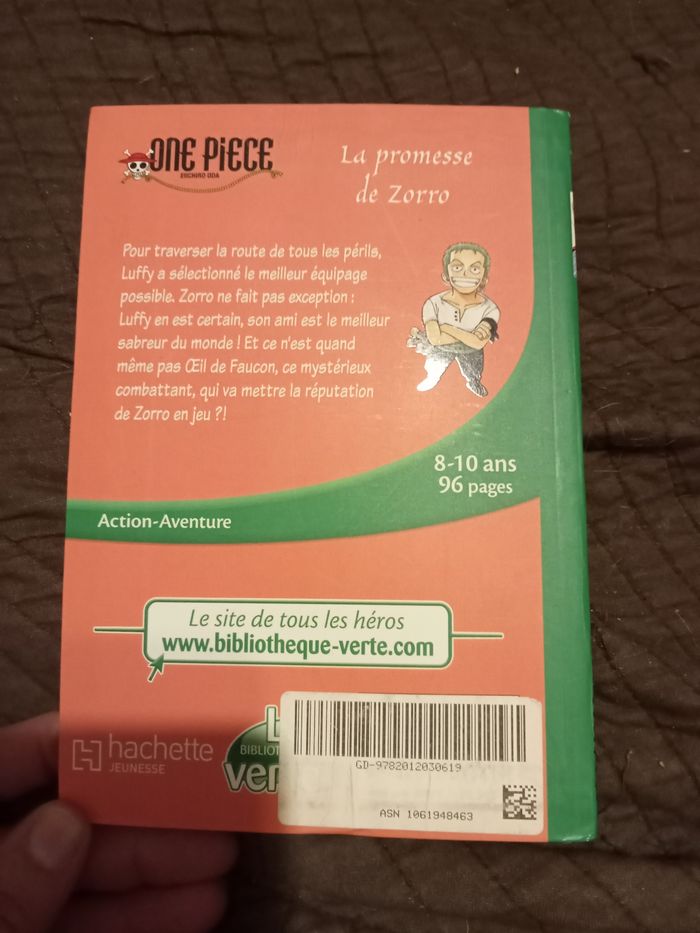 ONE PIECE
EIICHIRO ODA
La promesse
de Zorro
Pour traverser la route de tous les périls,
Luffy a sélectionné le meilleur équipage
possible. Zorro ne fait pas exception :
Luffy en est certain, son ami est le meilleur
sabreur du monde ! Et ce n'est quand
même pas Œil de Faucon, ce mystérieux
combattant, qui va mettre la réputation
de Zorro en jeu ?!
8-10 ans
96 pages
Action-Aventure
Le site de tous les héros
www.bibliotheque-verte.com
hachette
JEUNESSE
GD-9782012030619
ASN 1061948463